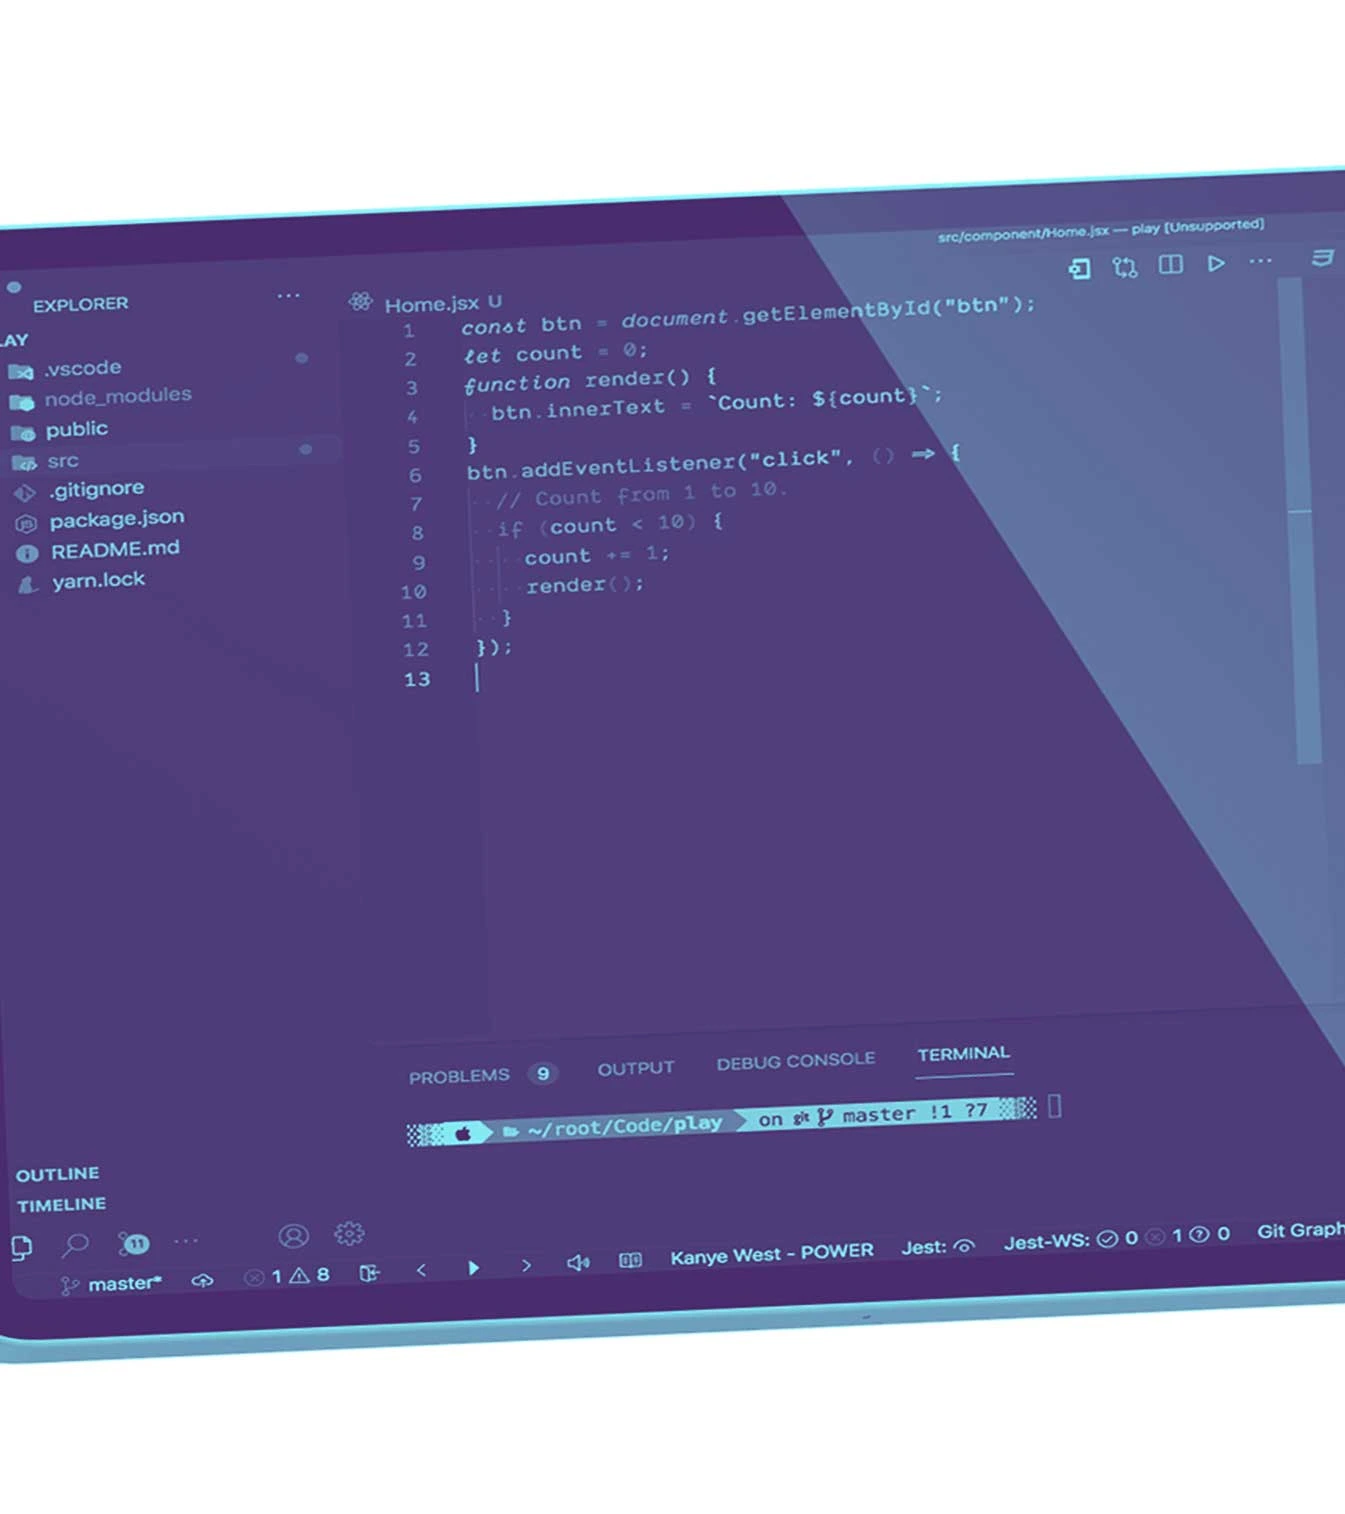 src/component/Home.jsx — play [Unsupported]
EXPLORER ···
Home.jsx U
LAY
.vscode
node_modules
public
src
.gitignore
package.json
README.md
yarn.lock
1 const btn = document.getElementById("btn");
2 let count = 0;
3 function render() {
4 btn.innerText = `Count: ${count}`;
5 }
6 btn.addEventListener("click", () => {
7 // Count from 1 to 10.
8 if (count < 10) {
9 count += 1;
10 render();
11 }
12 });
13
PROBLEMS 9 OUTPUT DEBUG CONSOLE TERMINAL
~/root/Code/play on git master !1 ?7
OUTLINE
TIMELINE
11 ···
master* 1 8 Kanye West - POWER Jest: Jest-WS: 0 1 0 Git Graph